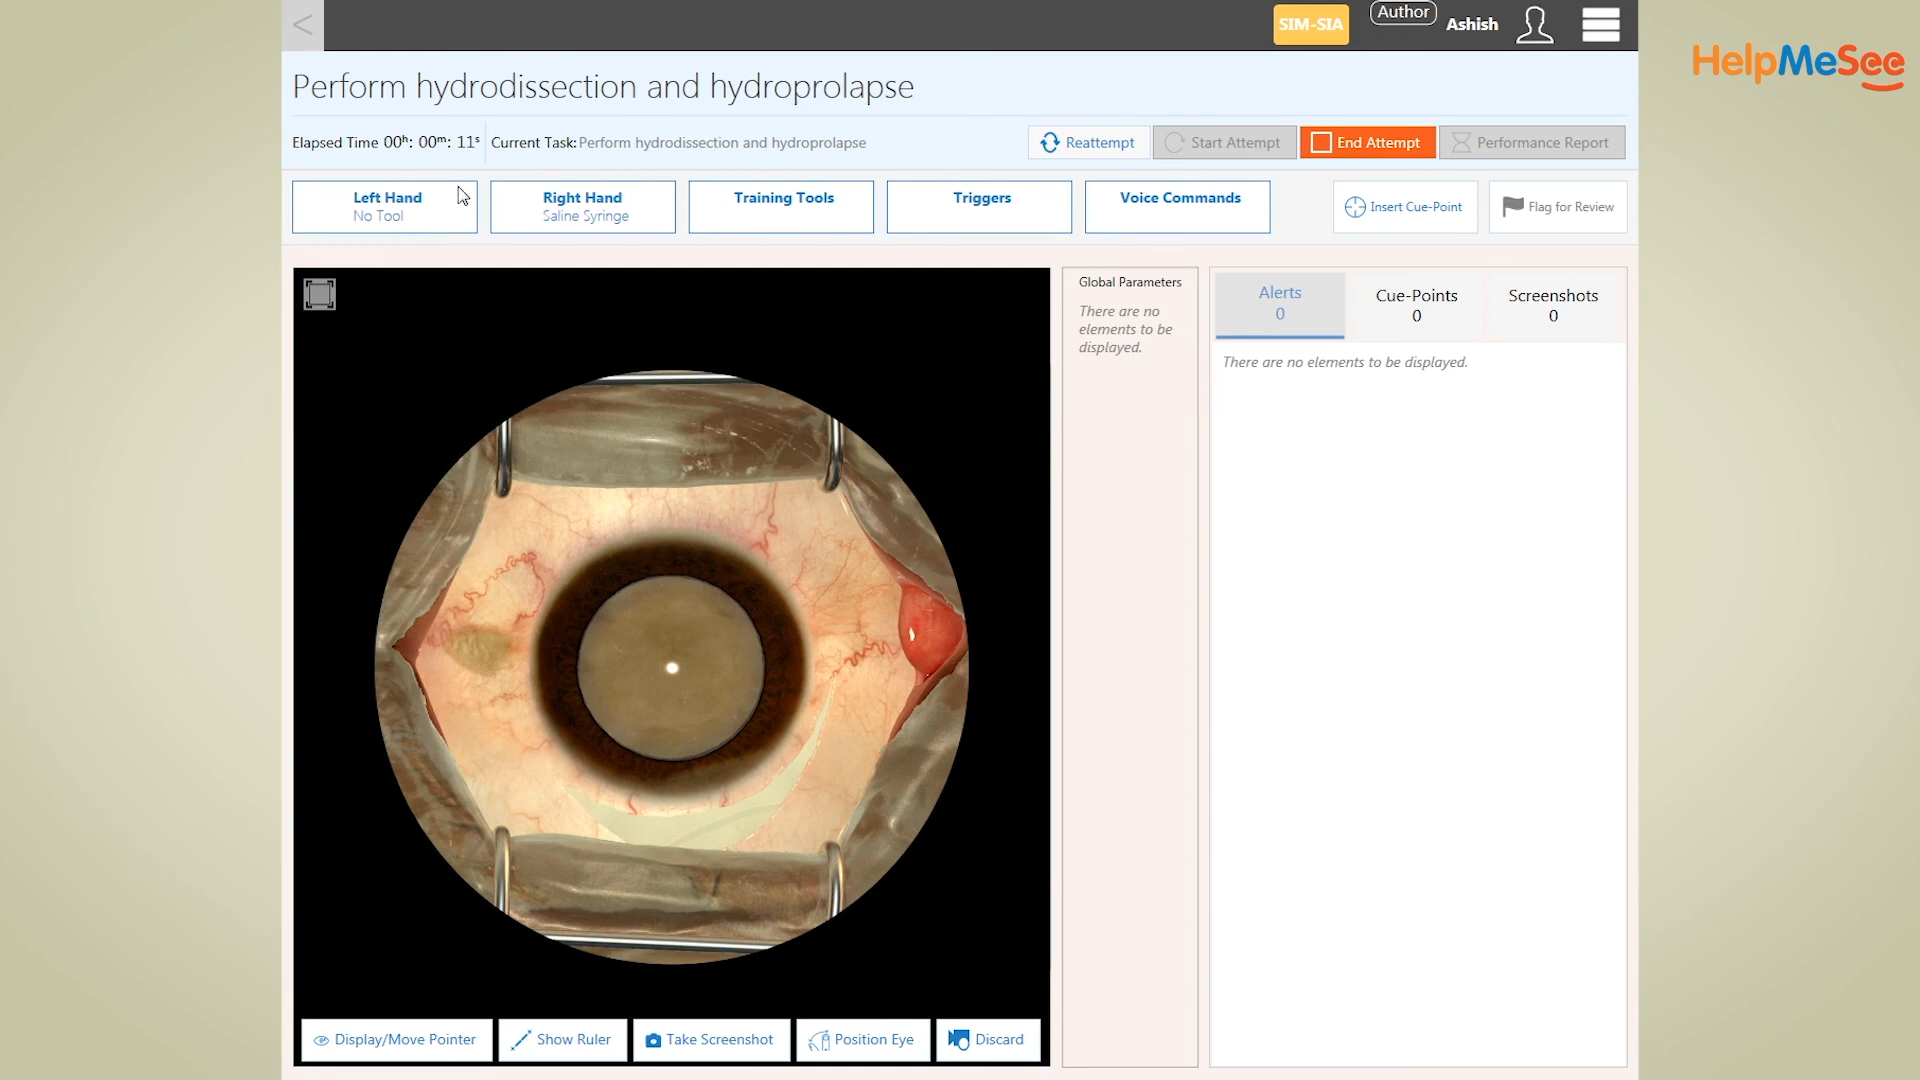 <
SIM-SIA
Author
Ashish
HelpMeSee
Perform hydrodissection and hydroprolapse
Elapsed Time 00ʰ: 00ᵐ: 11ˢ
Current Task: Perform hydrodissection and hydroprolapse
Reattempt
Start Attempt
End Attempt
Performance Report
Left Hand
No Tool
Right Hand
Saline Syringe
Training Tools
Triggers
Voice Commands
Insert Cue-Point
Flag for Review
Global Parameters
There are no
elements to be
displayed.
Alerts
0
Cue-Points
0
Screenshots
0
There are no elements to be displayed.
Display/Move Pointer
Show Ruler
Take Screenshot
Position Eye
Discard